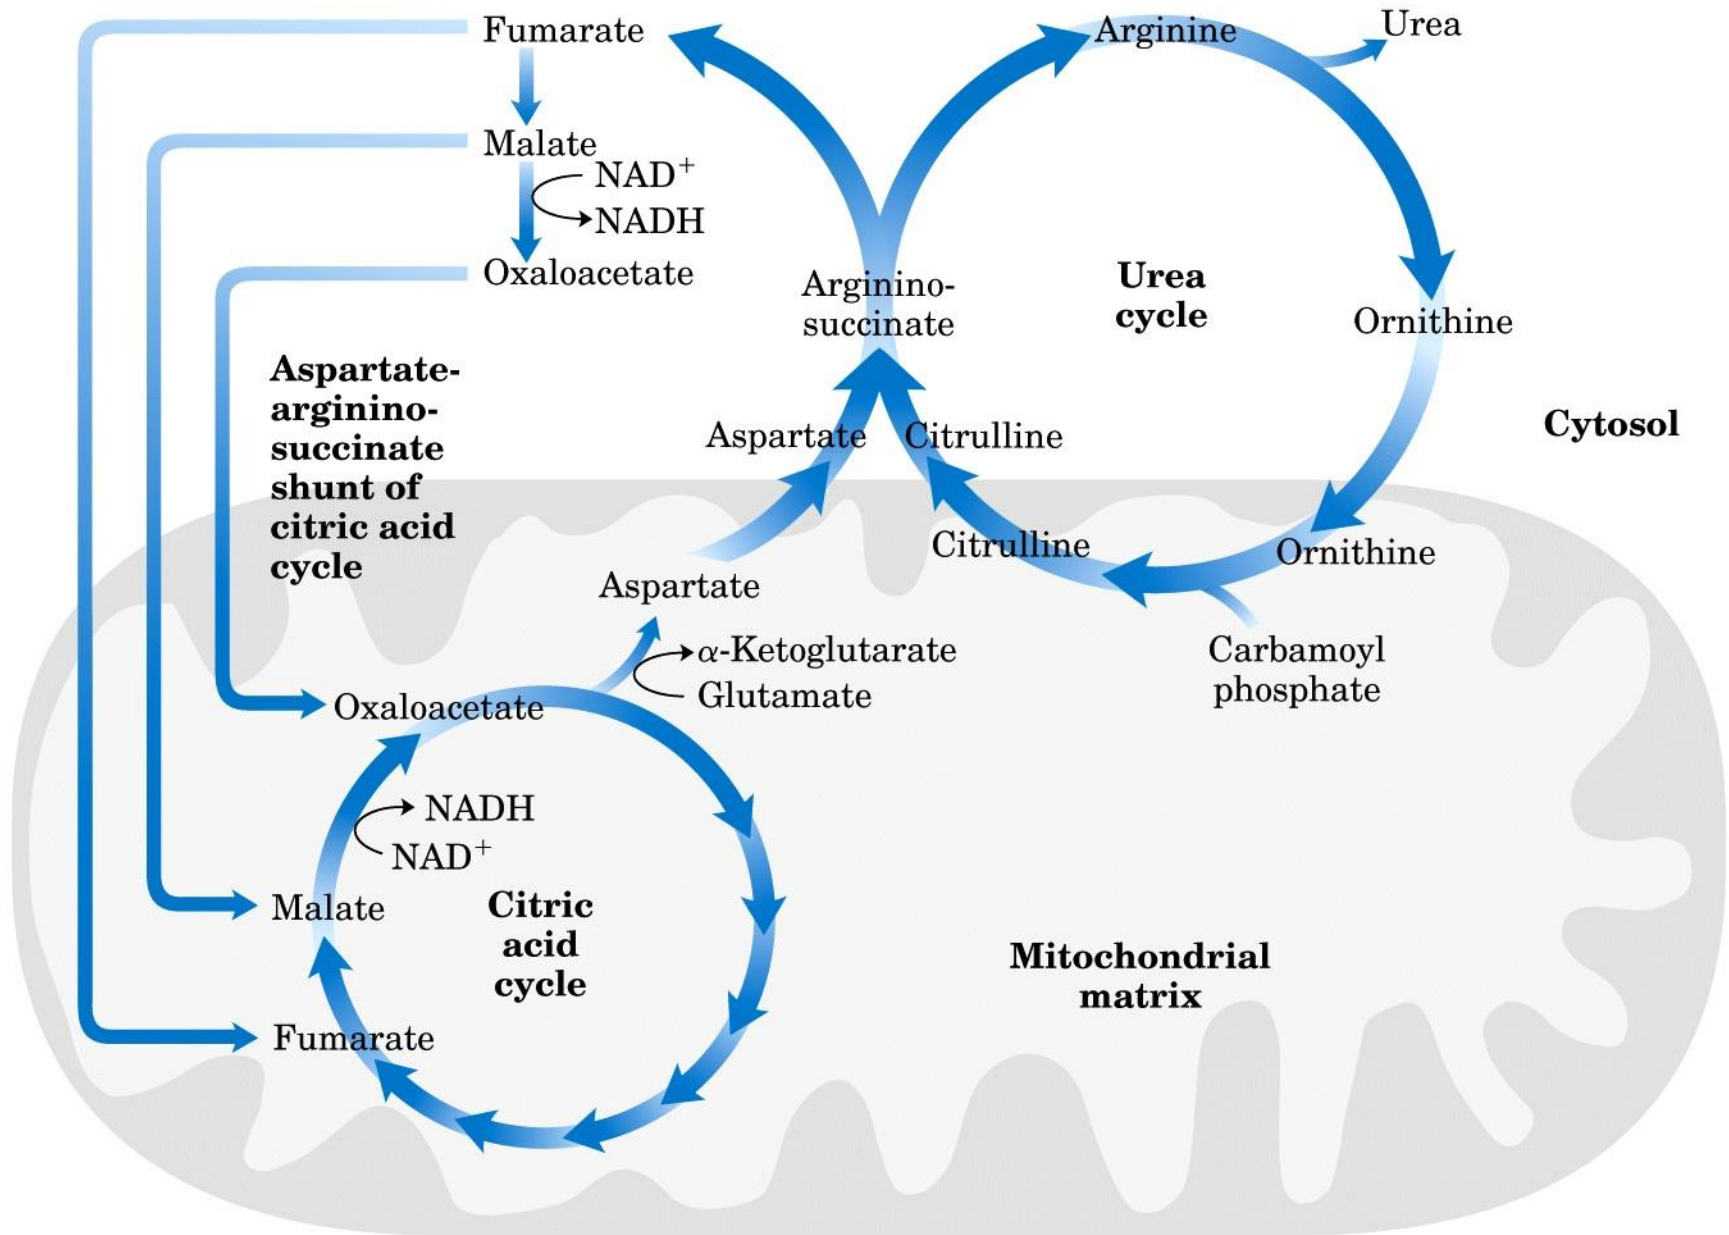 Fumarate
Arginine
Urea
Malate
NAD⁺
NADH
Oxaloacetate
Arginino-
succinate
Urea
cycle
Ornithine
Aspartate-
arginino-
succinate
shunt of
citric acid
cycle
Aspartate
Citrulline
Cytosol
Citrulline
Ornithine
Aspartate
α-Ketoglutarate
Glutamate
Carbamoyl
phosphate
Oxaloacetate
NADH
NAD⁺
Malate
Citric
acid
cycle
Mitochondrial
matrix
Fumarate